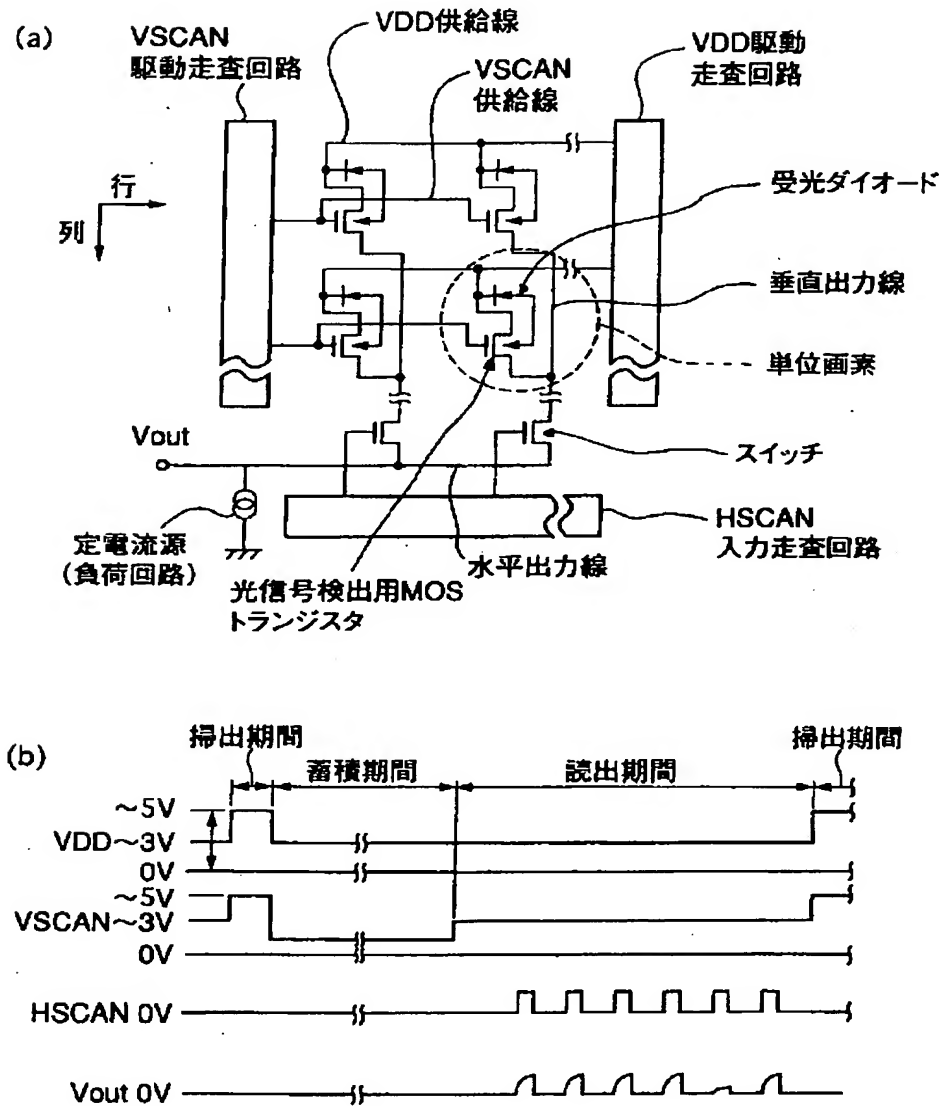 (a)
VSCAN
駆動走査回路
VDD供給線
VSCAN
供給線
VDD駆動
走査回路
行
列
受光ダイオード
垂直出力線
単位画素
Vout
スイッチ
定電流源
(負荷回路)
光信号検出用MOS
トランジスタ
水平出力線
HSCAN
入力走査回路
(b)
掃出期間
蓄積期間
読出期間
掃出期間
～5V
VDD～3V
0V
～5V
VSCAN～3V
0V
HSCAN 0V
Vout 0V